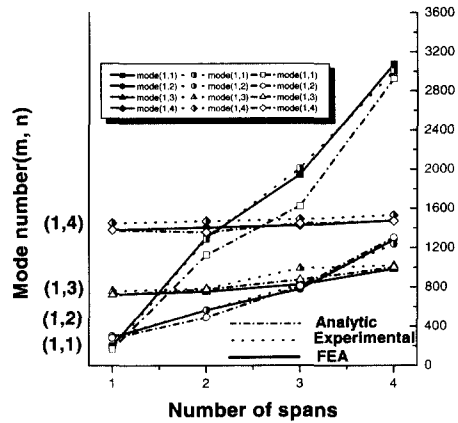 3600
3200
2800
2400
2000
1600
1200
800
400
0
Mode number(m, n)
(1,4)
(1,3)
(1,2)
(1,1)
mode(1,1) mode(1,1) mode(1,1)
mode(1,2) mode(1,2) mode(1,2)
mode(1,3) mode(1,3) mode(1,3)
mode(1,4) mode(1,4) mode(1,4)
Analytic
Experimental
FEA
1 2 3 4
Number of spans